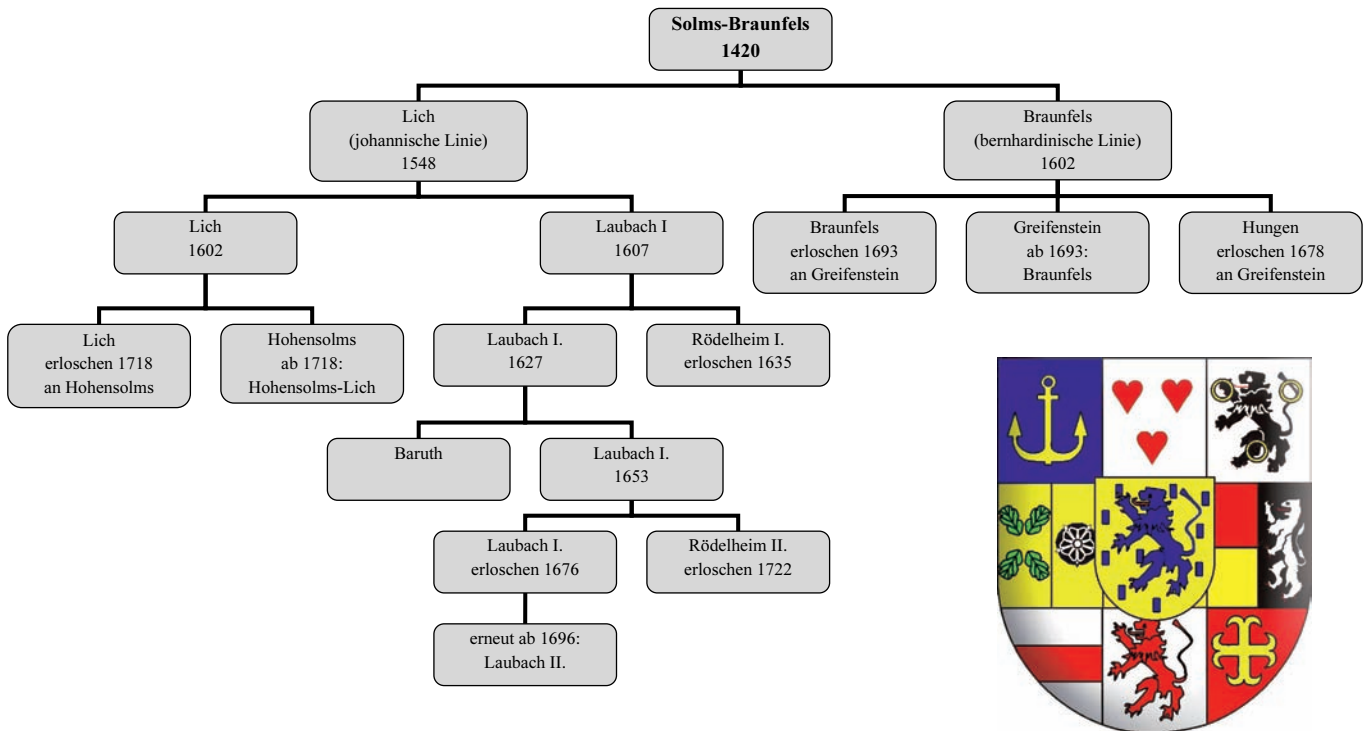 Solms-Braunfels
1420
Lich
(johannische Linie)
1548
Braunfels
(bernhardinische Linie)
1602
Lich
1602
Laubach I
1607
Braunfels
erloschen 1693
an Greifenstein
Greifenstein
ab 1693:
Braunfels
Hungen
erloschen 1678
an Greifenstein
Lich
erloschen 1718
an Hohensolms
Hohensolms
ab 1718:
Hohensolms-Lich
Laubach I.
1627
Rödelheim I.
erloschen 1635
Baruth
Laubach I.
1653
Laubach I.
erloschen 1676
Rödelheim II.
erloschen 1722
erneut ab 1696:
Laubach II.